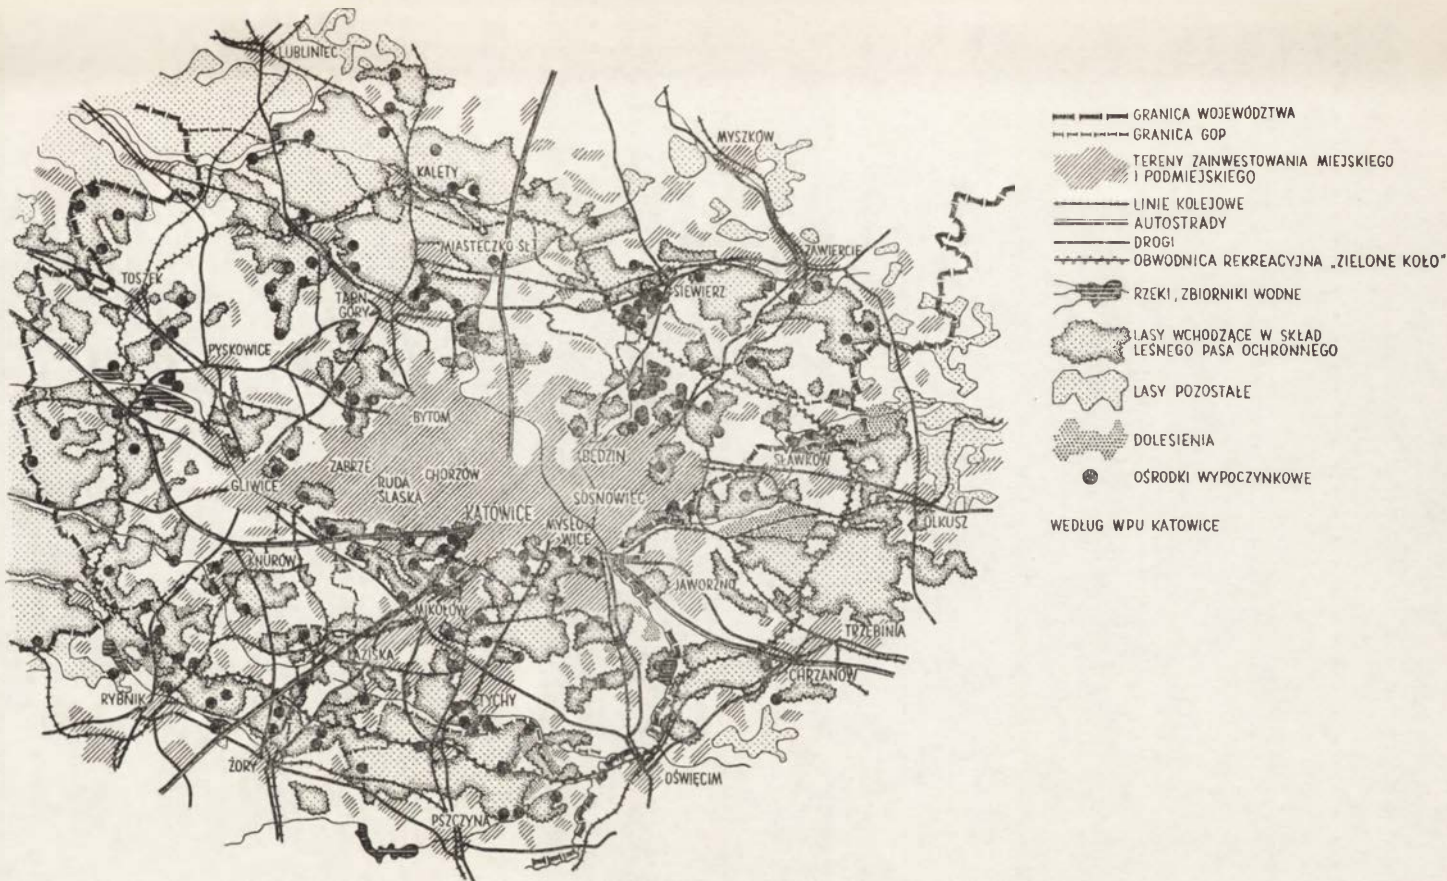 LUBLINIEC
MYSZKÓW
KALETY
MIASTECZKO ŚL.
ZAWIERCIE
TOSZEK
SIEWIERZ
TARN.
GÓRY
PYSKOWICE
BYTOM
BĘDZIN
ZABRZE
CHORZÓW
SŁAWKÓW
GLIWICE
RUDA
ŚLĄSKA
SOSNOWIEC
KATOWICE
MYSŁO
WICE
OLKUSZ
KNURÓW
JAWORZNO
MIKOŁÓW
TRZEBINIA
ŁAZISKA
CHRZANÓW
RYBNIK
TYCHY
ŻORY
OŚWIĘCIM
PSZCZYNA
GRANICA WOJEWÓDZTWA
GRANICA GOP
TERENY ZAINWESTOWANIA MIEJSKIEGO
I PODMIEJSKIEGO
LINIE KOLEJOWE
AUTOSTRADY
DROGI
OBWODNICA REKREACYJNA „ZIELONE KOŁO"
RZEKI, ZBIORNIKI WODNE
LASY WCHODZĄCE W SKŁAD
LEŚNEGO PASA OCHRONNEGO
LASY POZOSTAŁE
DOLESIENIA
OŚRODKI WYPOCZYNKOWE
WEDŁUG WPU KATOWICE